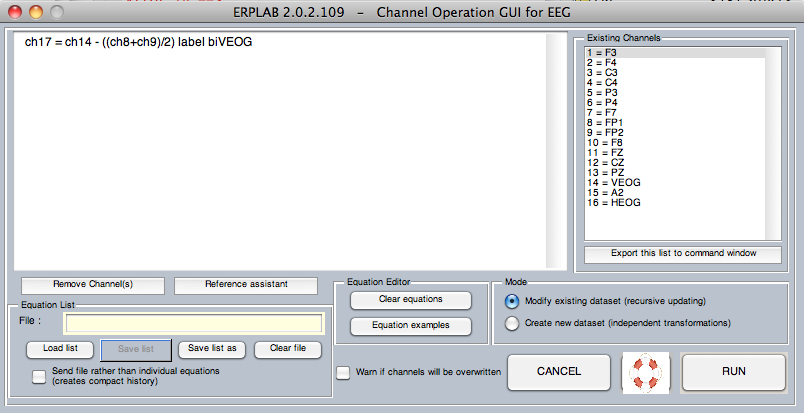 ERPLAB 2.0.2.109 - Channel Operation GUI for EEG
ch17 = ch14 - ((ch8+ch9)/2) label biVEOG
Existing Channels
1 = F3
2 = F4
3 = C3
4 = C4
5 = P3
6 = P4
7 = F7
8 = FP1
9 = FP2
10 = F8
11 = FZ
12 = CZ
13 = PZ
14 = VEOG
15 = A2
16 = HEOG
Export this list to command window
Remove Channel(s)
Reference assistant
Equation List
File :
Load list
Save list
Save list as
Clear file
Send file rather than individual equations
(creates compact history)
Equation Editor
Clear equations
Equation examples
Mode
Modify existing dataset (recursive updating)
Create new dataset (independent transformations)
Warn if channels will be overwritten
CANCEL
RUN